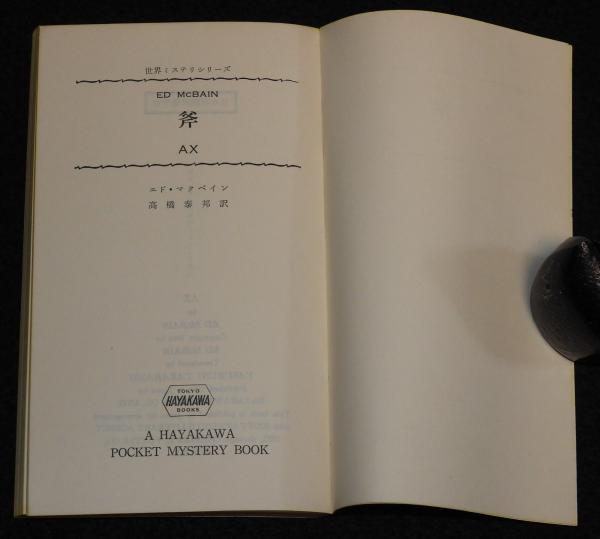 世界ミステリシリーズ
ED McBAIN
斧
AX
エド・マクベイン
高橋泰邦訳
TOKYO
HAYAKAWA
BOOKS
A HAYAKAWA
POCKET MYSTERY BOOK